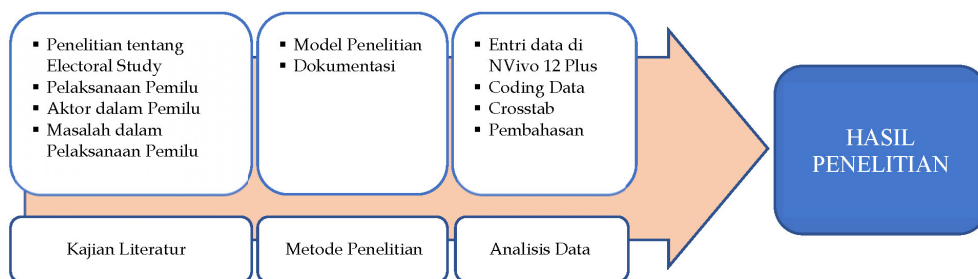 ▪ Penelitian tentang
Electoral Study
▪ Pelaksanaan Pemilu
▪ Aktor dalam Pemilu
▪ Masalah dalam
Pelaksanaan Pemilu
▪ Model Penelitian
▪ Dokumentasi
▪ Entri data di
NVivo 12 Plus
▪ Coding Data
▪ Crosstab
▪ Pembahasan
HASIL
PENELITIAN
Kajian Literatur
Metode Penelitian
Analisis Data